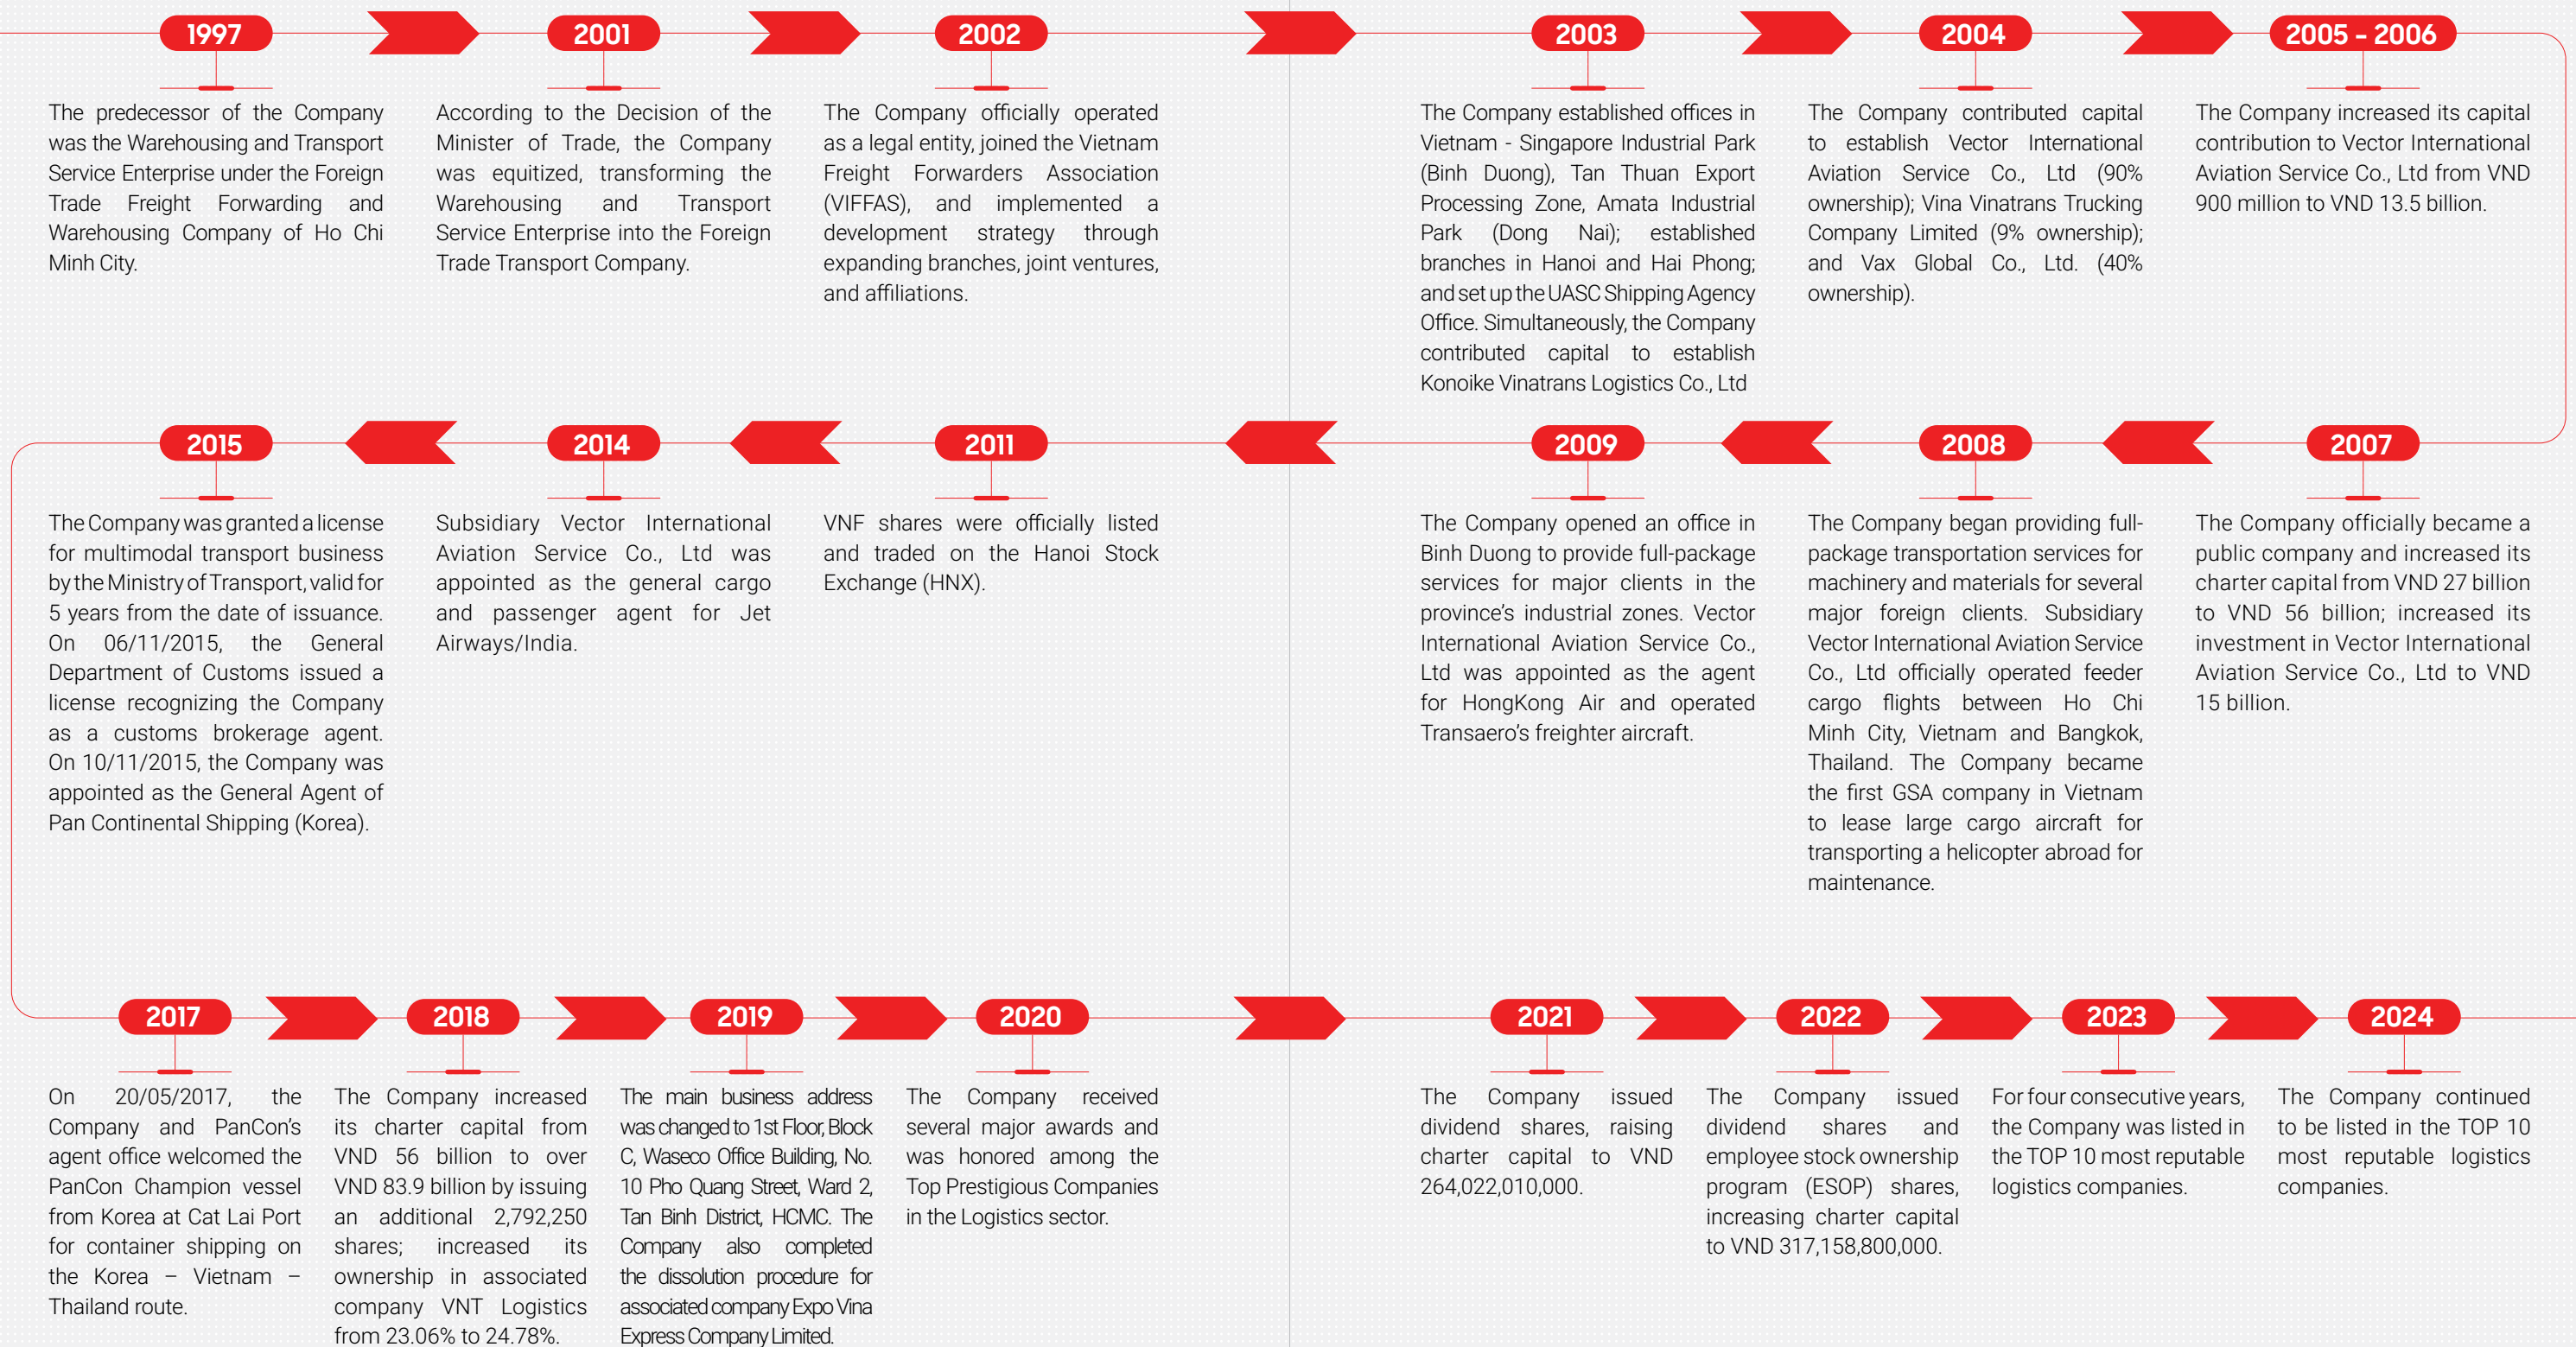 1997
The predecessor of the Company
was the Warehousing and Transport
Service Enterprise under the Foreign
Trade Freight Forwarding and
Warehousing Company of Ho Chi
Minh City.
2001
According to the Decision of the
Minister of Trade, the Company
was equitized, transforming the
Warehousing and Transport
Service Enterprise into the Foreign
Trade Transport Company.
2002
The Company officially operated
as a legal entity, joined the Vietnam
Freight Forwarders Association
(VIFFAS), and implemented a
development strategy through
expanding branches, joint ventures,
and affiliations.
2003
The Company established offices in
Vietnam - Singapore Industrial Park
(Binh Duong), Tan Thuan Export
Processing Zone, Amata Industrial
Park (Dong Nai); established
branches in Hanoi and Hai Phong;
and set up the UASC Shipping Agency
Office. Simultaneously, the Company
contributed capital to establish
Konoike Vinatrans Logistics Co., Ltd
2004
The Company contributed capital
to establish Vector International
Aviation Service Co., Ltd (90%
ownership); Vina Vinatrans Trucking
Company Limited (9% ownership);
and Vax Global Co., Ltd. (40%
ownership).
2005 - 2006
The Company increased its capital
contribution to Vector International
Aviation Service Co., Ltd from VND
900 million to VND 13.5 billion.
2007
The Company officially became a
public company and increased its
charter capital from VND 27 billion
to VND 56 billion; increased its
investment in Vector International
Aviation Service Co., Ltd to VND
15 billion.
2008
The Company began providing full-
package transportation services for
machinery and materials for several
major foreign clients. Subsidiary
Vector International Aviation Service
Co., Ltd officially operated feeder
cargo flights between Ho Chi
Minh City, Vietnam and Bangkok,
Thailand. The Company became
the first GSA company in Vietnam
to lease large cargo aircraft for
transporting a helicopter abroad for
maintenance.
2009
The Company opened an office in
Binh Duong to provide full-package
services for major clients in the
province's industrial zones. Vector
International Aviation Service Co.,
Ltd was appointed as the agent
for HongKong Air and operated
Transaero's freighter aircraft.
2011
VNF shares were officially listed
and traded on the Hanoi Stock
Exchange (HNX).
2014
Subsidiary Vector International
Aviation Service Co., Ltd was
appointed as the general cargo
and passenger agent for Jet
Airways/India.
2015
The Company was granted a license
for multimodal transport business
by the Ministry of Transport, valid for
5 years from the date of issuance.
On 06/11/2015, the General
Department of Customs issued a
license recognizing the Company
as a customs brokerage agent.
On 10/11/2015, the Company was
appointed as the General Agent of
Pan Continental Shipping (Korea).
2017
On 20/05/2017, the
Company and PanCon's
agent office welcomed the
PanCon Champion vessel
from Korea at Cat Lai Port
for container shipping on
the Korea – Vietnam –
Thailand route.
2018
The Company increased
its charter capital from
VND 56 billion to over
VND 83.9 billion by issuing
an additional 2,792,250
shares; increased its
ownership in associated
company VNT Logistics
from 23.06% to 24.78%.
2019
The main business address
was changed to 1st Floor, Block
C, Waseco Office Building, No.
10 Pho Quang Street, Ward 2,
Tan Binh District, HCMC. The
Company also completed
the dissolution procedure for
associated company Expo Vina
Express Company Limited.
2020
The Company received
several major awards and
was honored among the
Top Prestigious Companies
in the Logistics sector.
2021
The Company issued
dividend shares, raising
charter capital to VND
264,022,010,000.
2022
The Company issued
dividend shares and
employee stock ownership
program (ESOP) shares,
increasing charter capital
to VND 317,158,800,000.
2023
For four consecutive years,
the Company was listed in
the TOP 10 most reputable
logistics companies.
2024
The Company continued
to be listed in the TOP 10
most reputable logistics
companies.